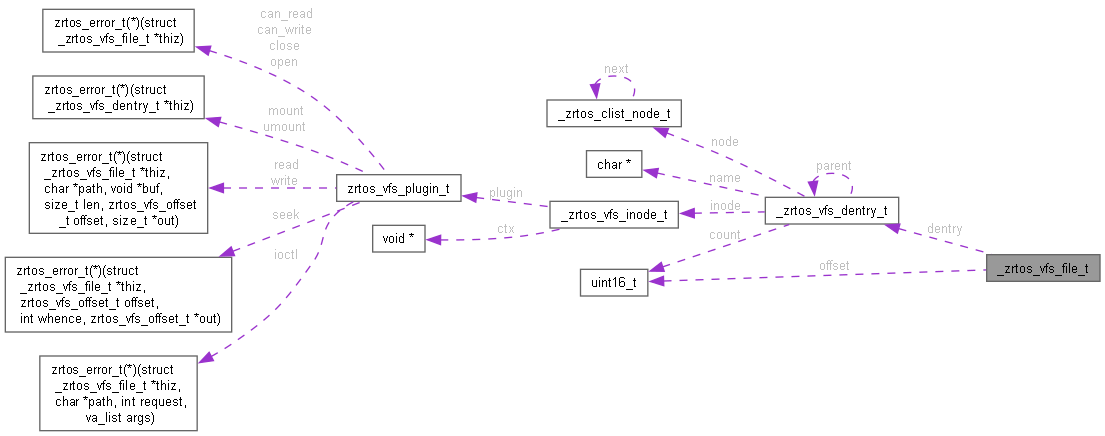 zrtos_error_t(*)(struct
_zrtos_vfs_file_t *thiz)
can_read
can_write
close
open
zrtos_error_t(*)(struct
_zrtos_vfs_dentry_t *thiz)
mount
umount
zrtos_error_t(*)(struct
_zrtos_vfs_file_t *thiz,
char *path, void *buf,
size_t len, zrtos_vfs_offset
_t offset, size_t *out)
read
write
zrtos_vfs_plugin_t
seek
ioctl
zrtos_error_t(*)(struct
_zrtos_vfs_file_t *thiz,
zrtos_vfs_offset_t offset,
int whence, zrtos_vfs_offset_t *out)
zrtos_error_t(*)(struct
_zrtos_vfs_file_t *thiz,
char *path, int request,
va_list args)
plugin
void *
ctx
_zrtos_vfs_inode_t
next
_zrtos_clist_node_t
char *
node
name
inode
count
uint16_t
offset
parent
_zrtos_vfs_dentry_t
dentry
_zrtos_vfs_file_t